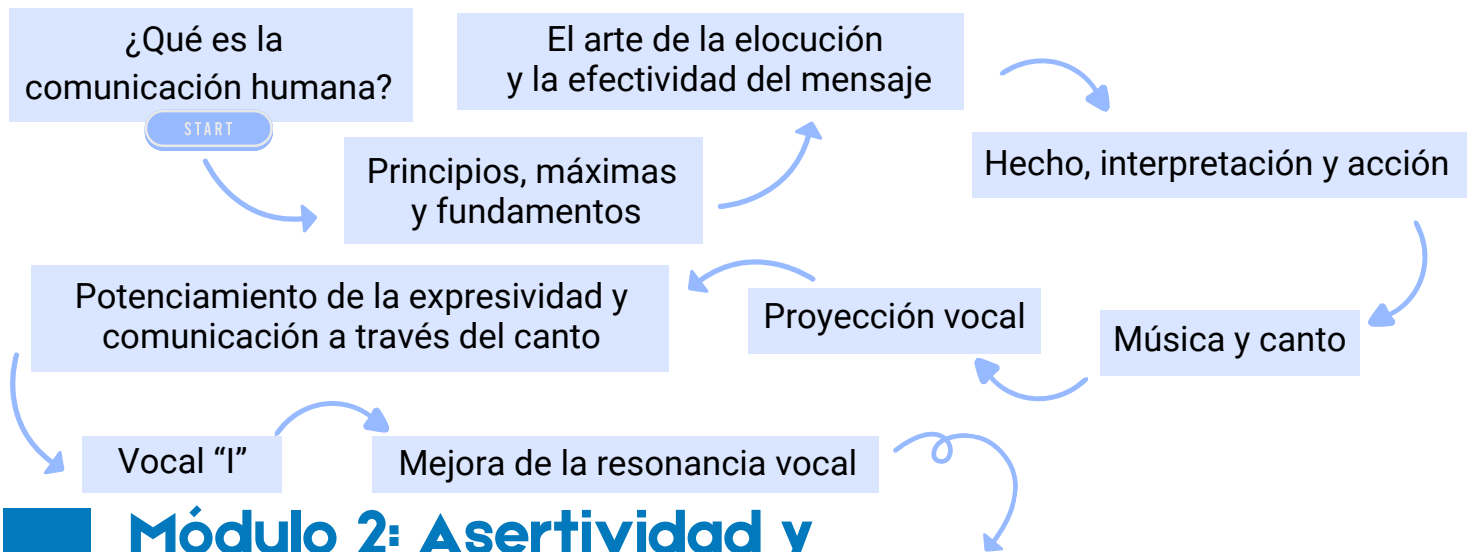 ¿Qué es la
comunicación humana?
START
Principios, máximas
y fundamentos
El arte de la elocución
y la efectividad del mensaje
Hecho, interpretación y acción
Música y canto
Proyección vocal
Potenciamiento de la expresividad y
comunicación a través del canto
Vocal “I”
Mejora de la resonancia vocal
Módulo 2: Asertividad y